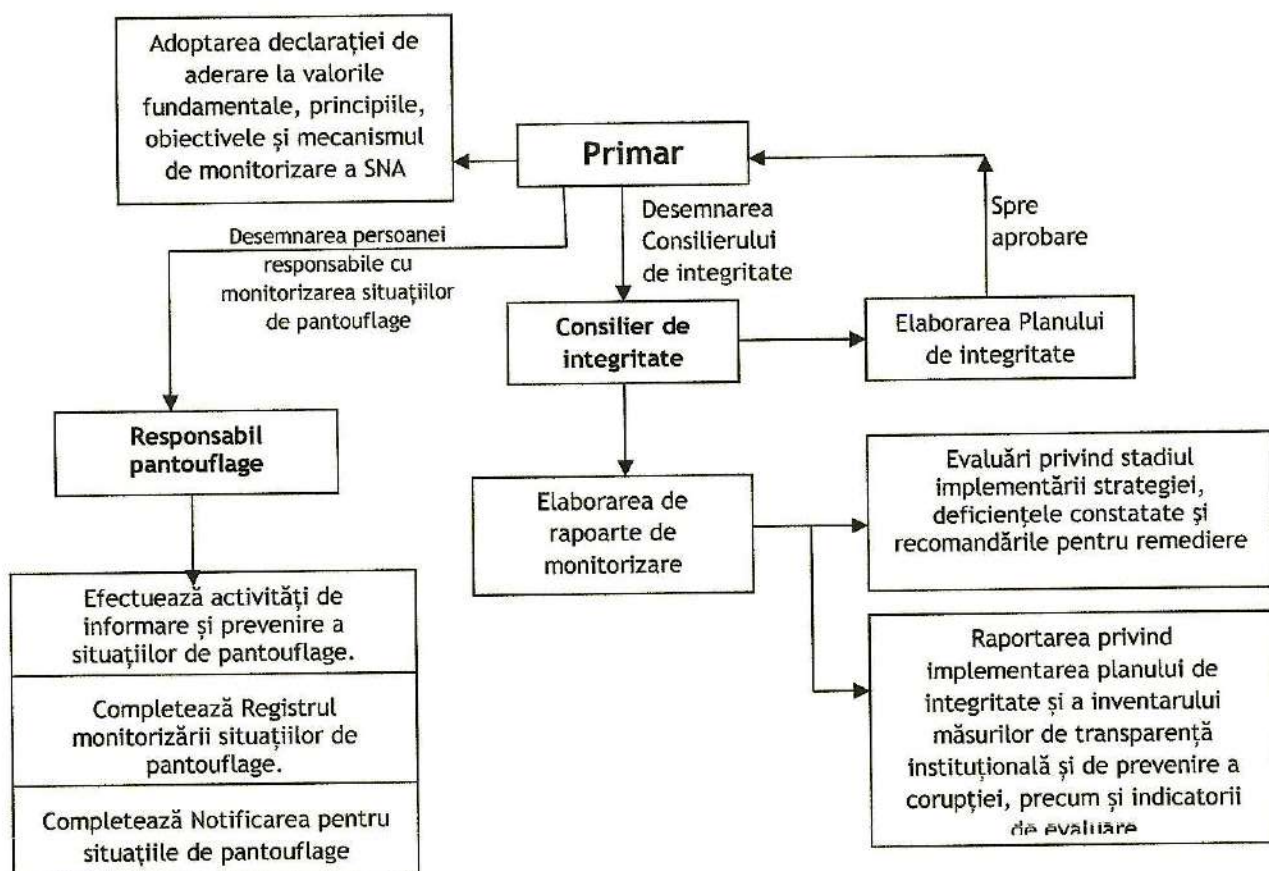 Adoptarea declarației de
aderare la valorile
fundamentale, principiile,
obiectivele și mecanismul
de monitorizare a SNA
Primar
Desemnarea persoanei
responsabile cu
monitorizarea situațiilor
de pantouflage
Desemnarea
Consilierului
de integritate
Spre
aprobare
Consilier de
integritate
Elaborarea Planului
de integritate
Responsabil
pantouflage
Elaborarea de
rapoarte de
monitorizare
Evaluări privind stadiul
implementării strategiei,
deficiențele constatate și
recomandările pentru remediere
Efectuează activități de
informare și prevenire a
situațiilor de pantouflage.
Completează Registrul
monitorizării situațiilor de
pantouflage.
Completează Notificarea pentru
situațiile de pantouflage
Raportarea privind
implementarea planului de
integritate și a inventarului
măsurilor de transparență
instituțională și de prevenire a
corupției, precum și indicatorii
de evaluare